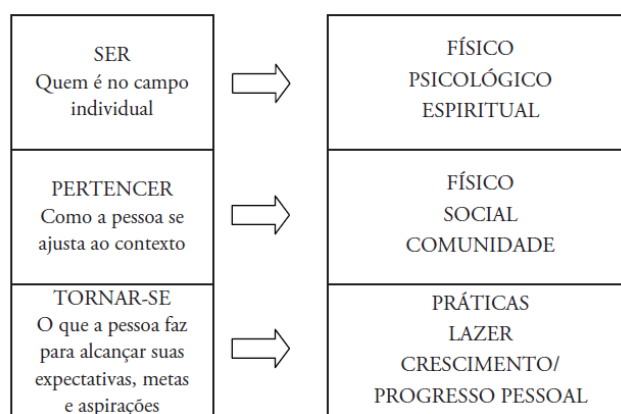 SER
Quem é no campo
individual
FÍSICO
PSICOLÓGICO
ESPIRITUAL
PERTENCER
Como a pessoa se
ajusta ao contexto
FÍSICO
SOCIAL
COMUNIDADE
TORNAR-SE
O que a pessoa faz
para alcançar suas
expectativas, metas
e aspirações
PRÁTICAS
LAZER
CRESCIMENTO/
PROGRESSO PESSOAL